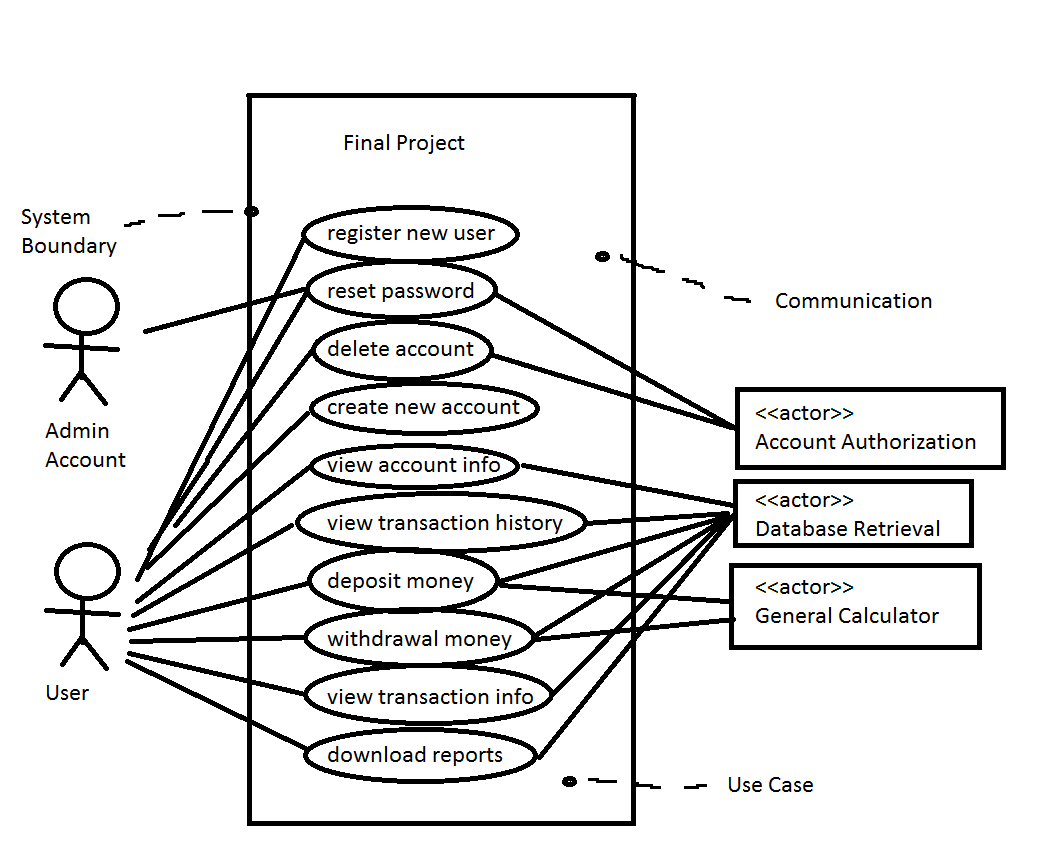 Final Project
System
Boundary
register new user
reset password
Communication
delete account
create new account
<<actor>>
Account Authorization
Admin
Account
view account info
<<actor>>
Database Retrieval
view transaction history
deposit money
<<actor>>
General Calculator
withdrawal money
User
view transaction info
download reports
Use Case